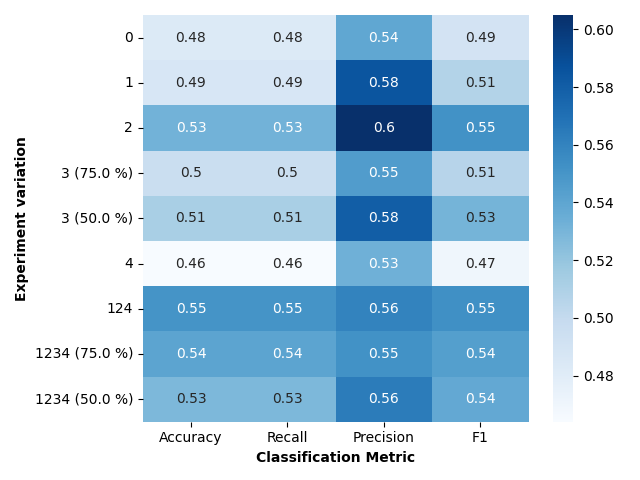 0 0.48 0.48 0.54 0.49
1 0.49 0.49 0.58 0.51
2 0.53 0.53 0.6 0.55
3 (75.0 %) 0.5 0.5 0.55 0.51
3 (50.0 %) 0.51 0.51 0.58 0.53
4 0.46 0.46 0.53 0.47
124 0.55 0.55 0.56 0.55
1234 (75.0 %) 0.54 0.54 0.55 0.54
1234 (50.0 %) 0.53 0.53 0.56 0.54
Accuracy Recall Precision F1
Classification Metric
Experiment variation
0.60
0.58
0.56
0.54
0.52
0.50
0.48